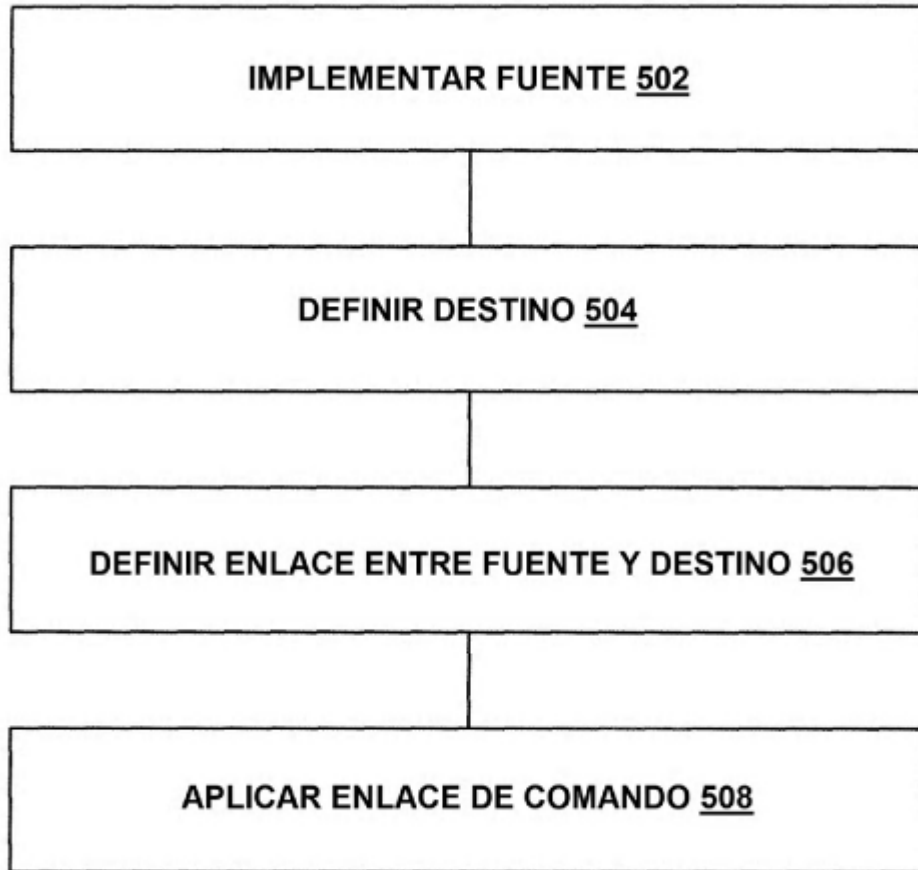 IMPLEMENTAR FUENTE 502
DEFINIR DESTINO 504
DEFINIR ENLACE ENTRE FUENTE Y DESTINO 506
APLICAR ENLACE DE COMANDO 508